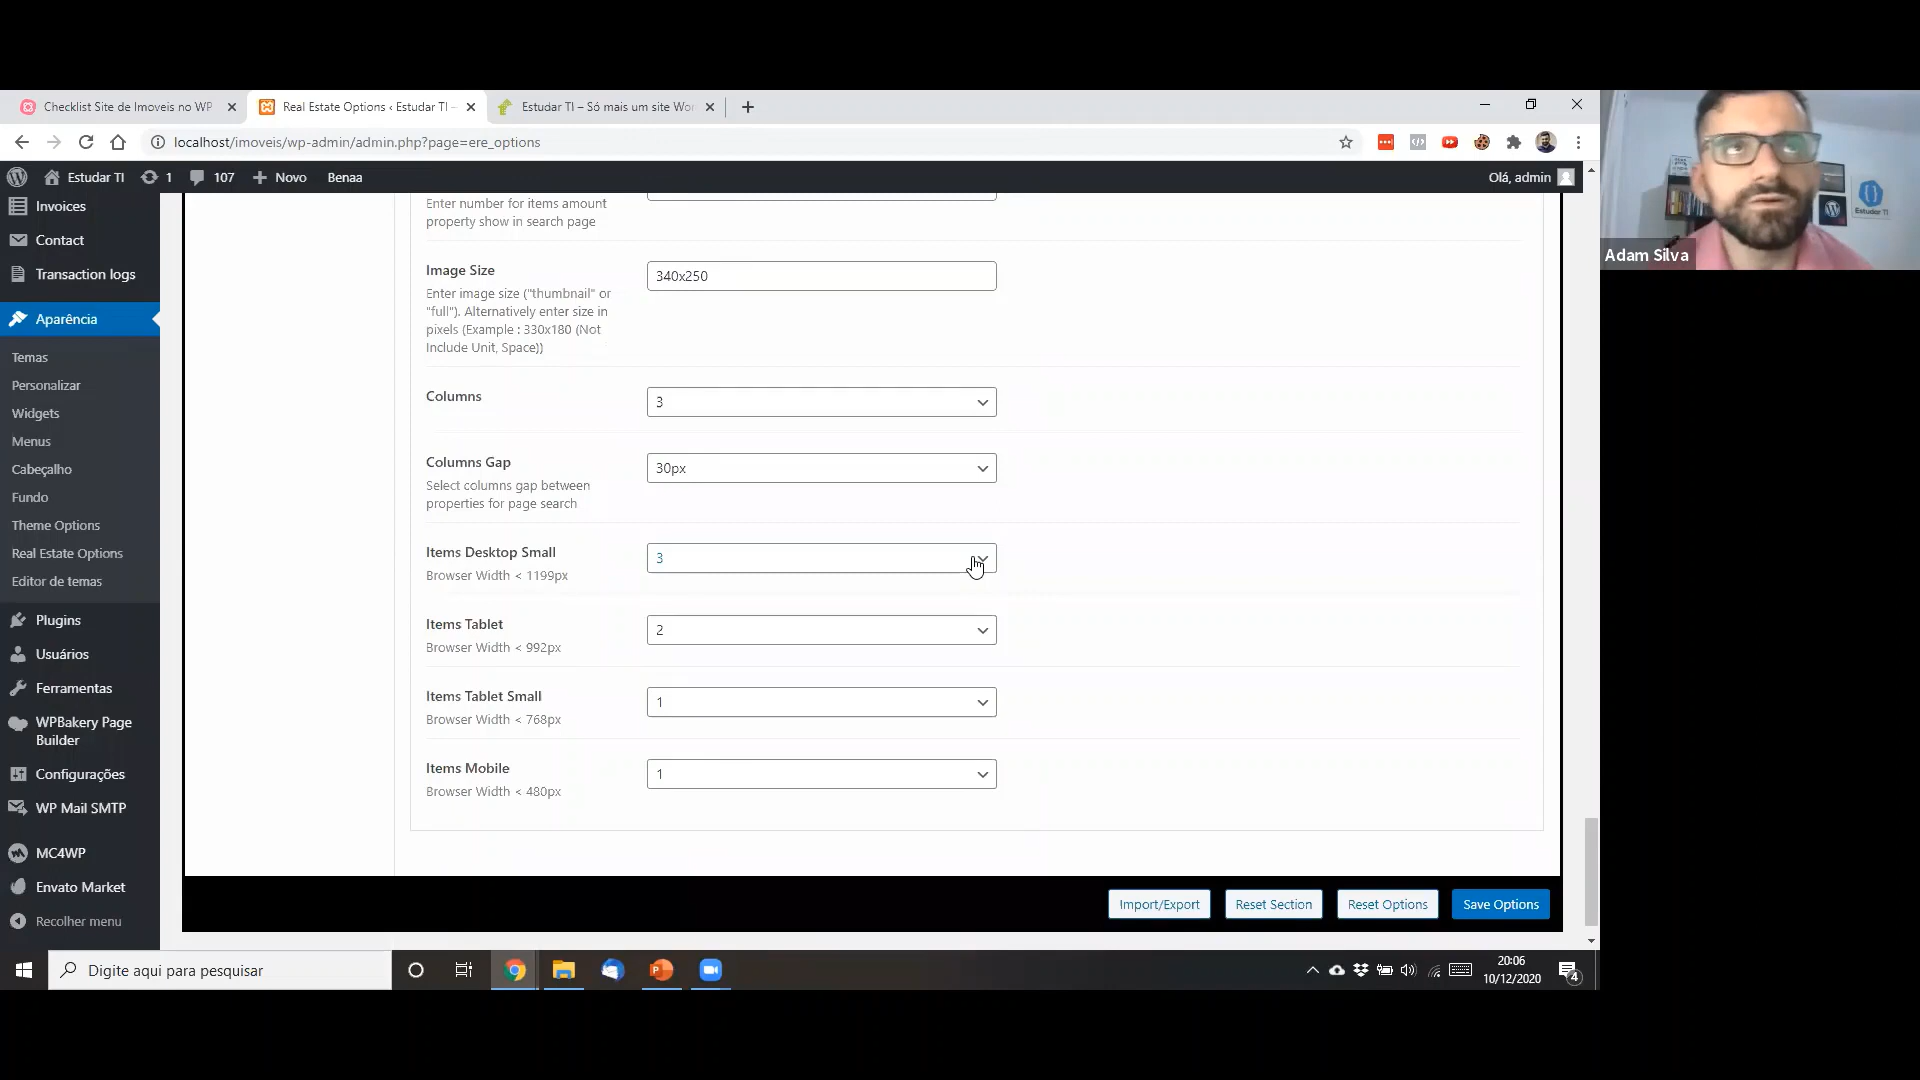 Checklist Site de Imoveis no WP
Real Estate Options ‹ Estudar TI –
Estudar TI – Só mais um site Wor
localhost/imoveis/wp-admin/admin.php?page=ere_options
Estudar TI
1
107
Novo
Benaa
Olá, admin
Invoices
Contact
Transaction logs
Aparência
Temas
Personalizar
Widgets
Menus
Cabeçalho
Fundo
Theme Options
Real Estate Options
Editor de temas
Plugins
Usuários
Ferramentas
WPBakery Page
Builder
Configurações
WP Mail SMTP
MC4WP
Envato Market
Recolher menu
Enter number for items amount
property show in search page
Image Size
340x250
Enter image size ("thumbnail" or
"full"). Alternatively enter size in
pixels (Example : 330x180 (Not
Include Unit, Space))
Columns
3
Columns Gap
30px
Select columns gap between
properties for page search
Items Desktop Small
3
Browser Width < 1199px
Items Tablet
2
Browser Width < 992px
Items Tablet Small
1
Browser Width < 768px
Items Mobile
1
Browser Width < 480px
Import/Export
Reset Section
Reset Options
Save Options
Digite aqui para pesquisar
20:06
10/12/2020
4
Estudar TI
Adam Silva